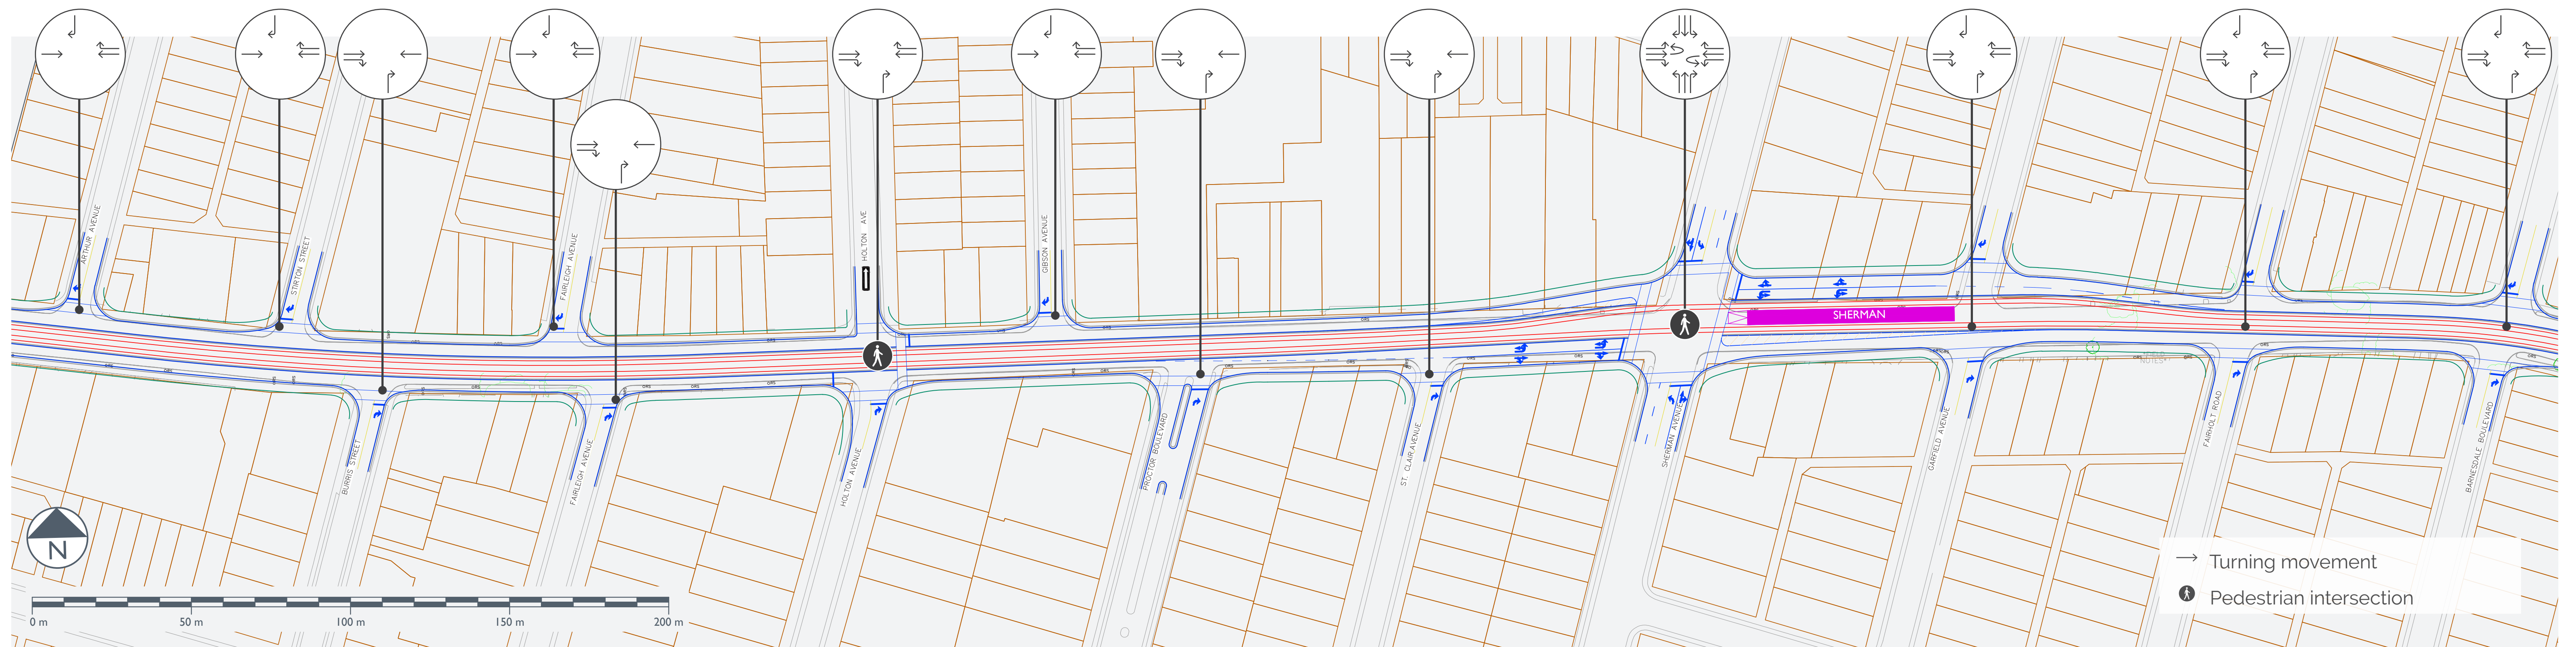 ARTHUR AVENUE
STIRTON STREET
FAIRLEIGH AVENUE
HOLTON AVE.
GIBSON AVENUE
SHERMAN
BURRIS STREET
FAIRLEIGH AVENUE
HOLTON AVENUE
PROCTOR BOULEVARD
ST. CLAIR AVENUE
SHERMAN AVENUE
GARFIELD AVENUE
FAIRHOLT ROAD
BARNESDALE BOULEVARD
N
0 m
50 m
100 m
150 m
200 m
Turning movement
Pedestrian intersection